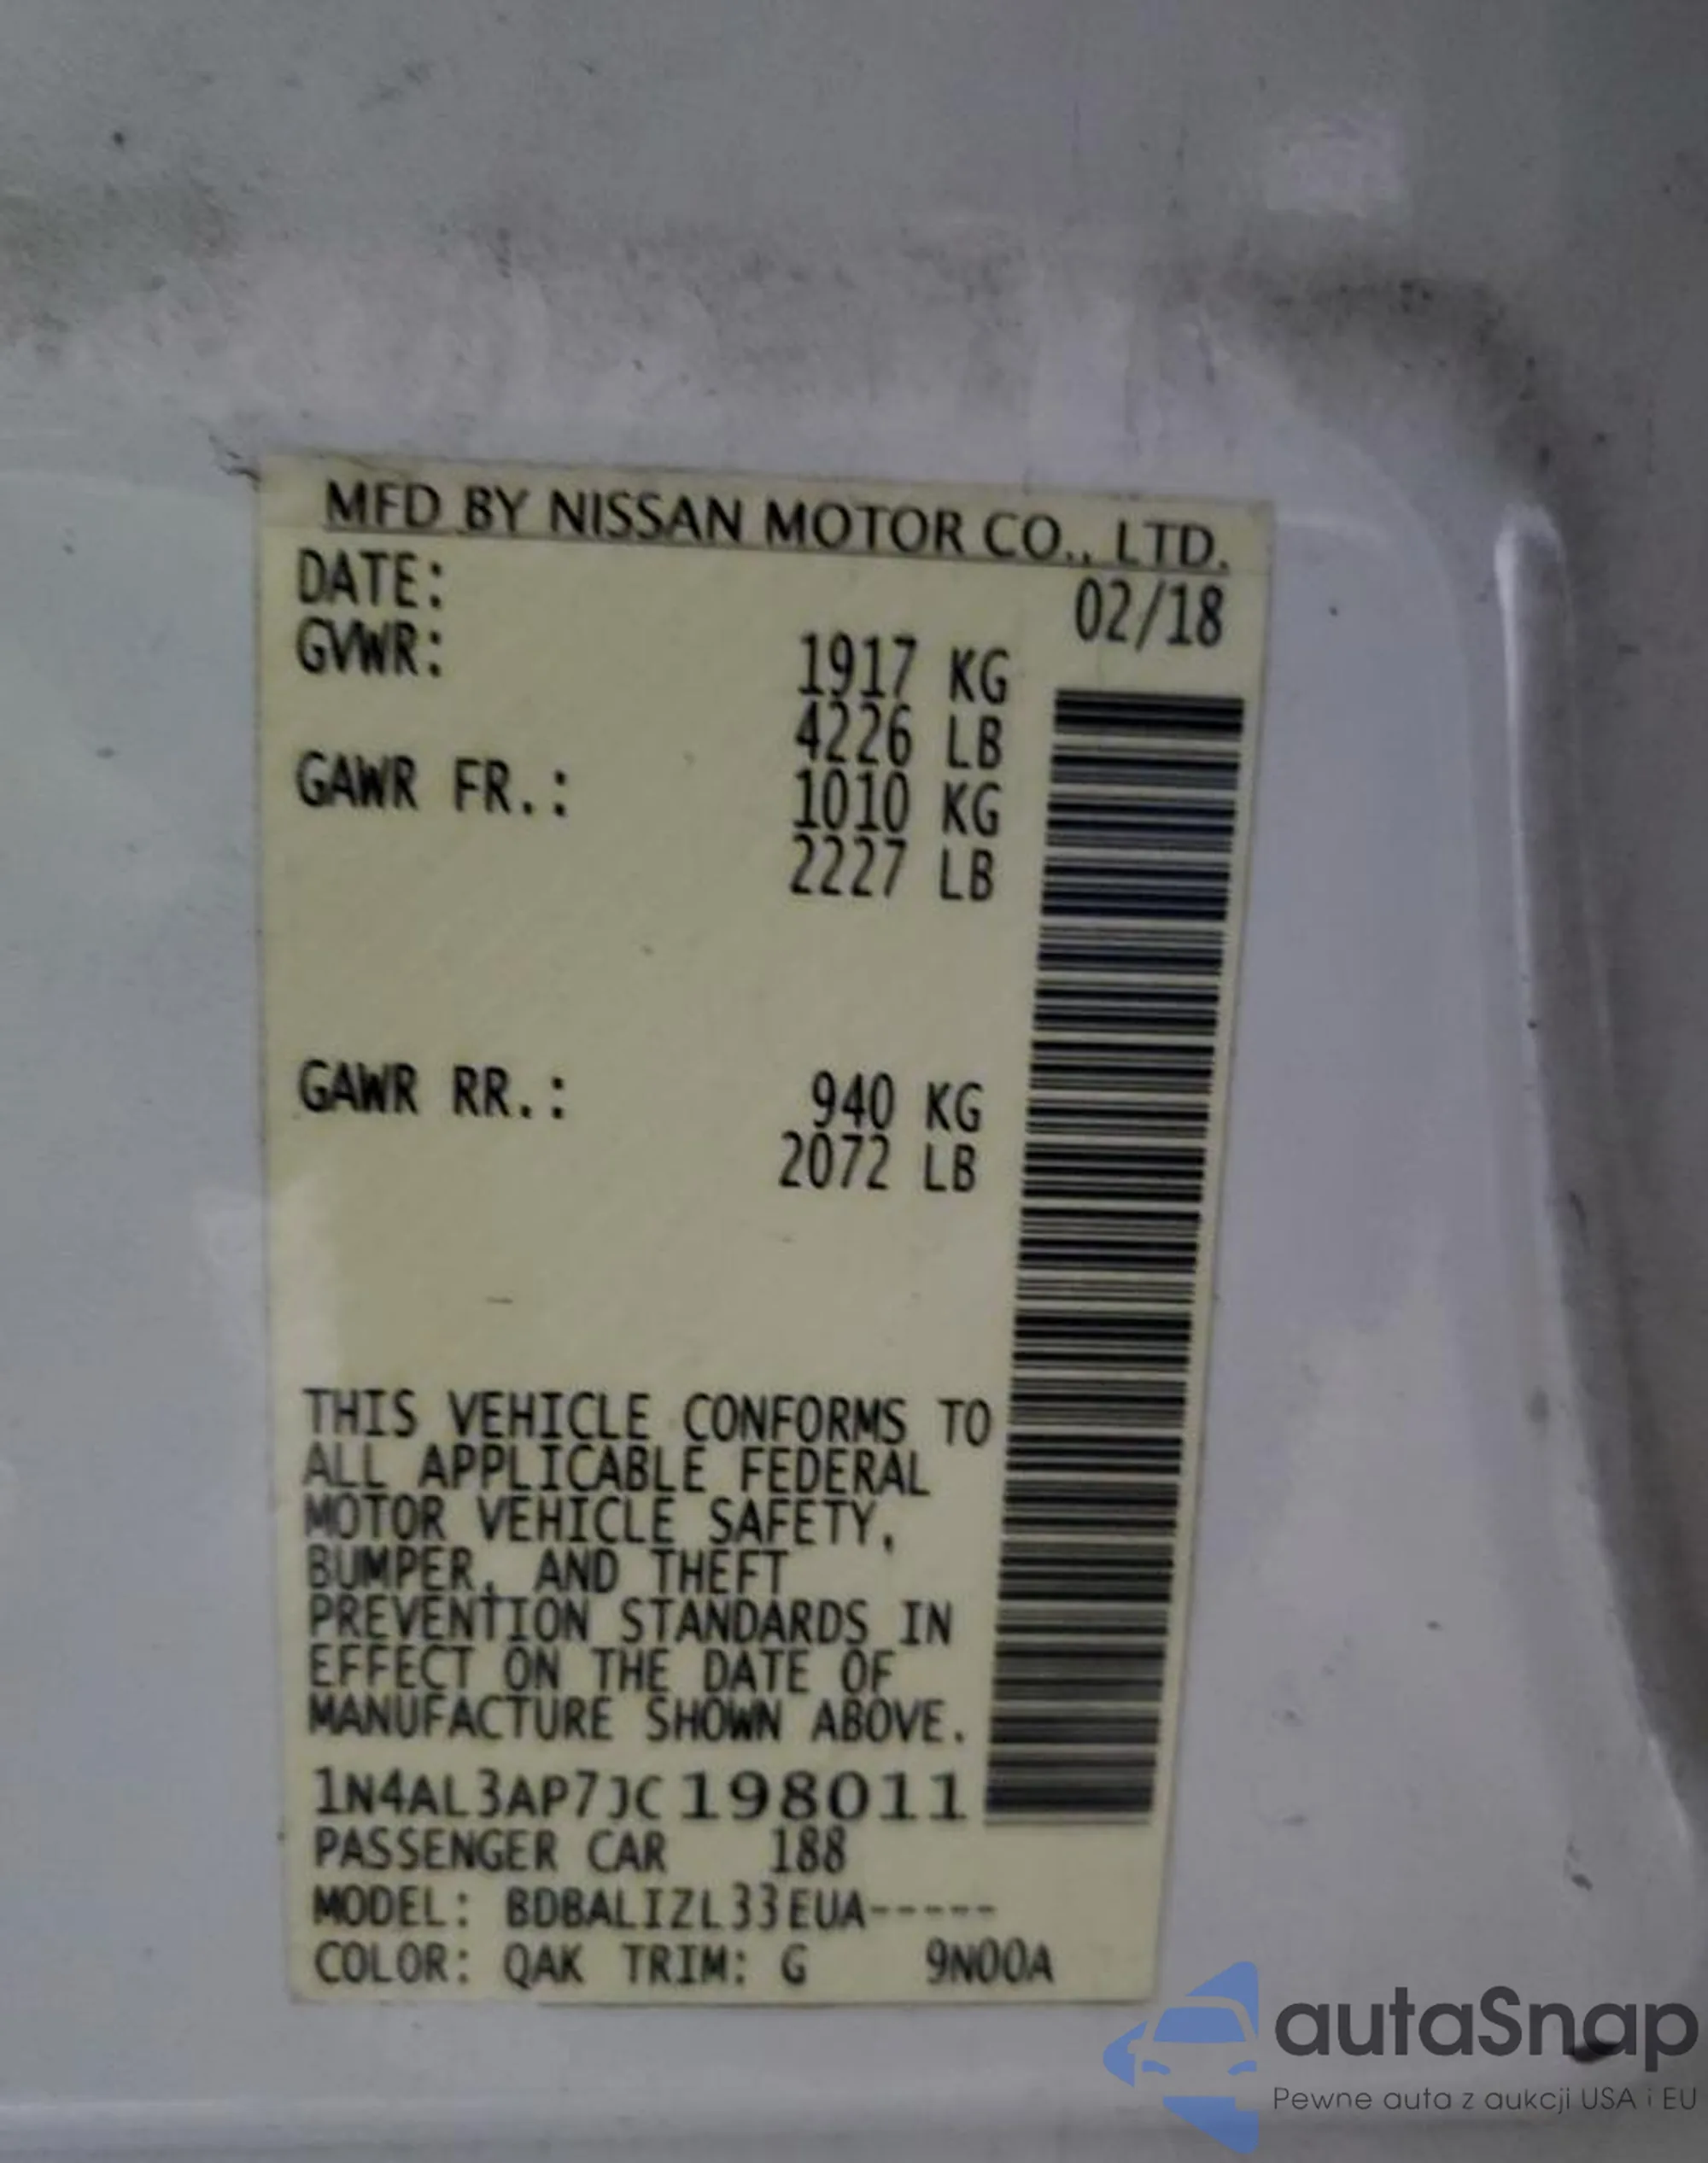 MFD BY NISSAN MOTOR CO., LTD.
DATE: 02/18
GVWR: 1917 KG
4226 LB
GAWR FR.: 1010 KG
2227 LB
GAWR RR.: 940 KG
2072 LB
THIS VEHICLE CONFORMS TO
ALL APPLICABLE FEDERAL
MOTOR VEHICLE SAFETY,
BUMPER, AND THEFT
PREVENTION STANDARDS IN
EFFECT ON THE DATE OF
MANUFACTURE SHOWN ABOVE.
1N4AL3AP7JC198011
PASSENGER CAR 188
MODEL: BDBALIZL33EUA-----
COLOR: QAK TRIM: G 9N00A
autaSnap
Pewne auta z aukcji USA i EU